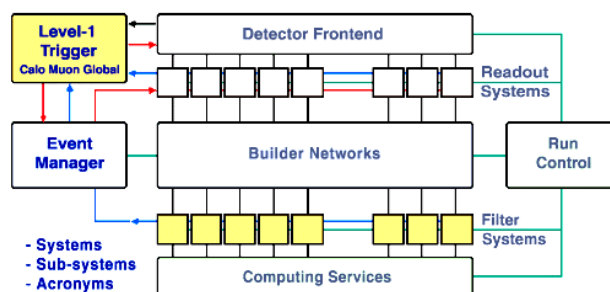 Level-1
Trigger
Calo Muon Global
Detector Frontend
Readout
Systems
Event
Manager
Builder Networks
Run
Control
Filter
Systems
- Systems
- Sub-systems
- Acronyms
Computing Services